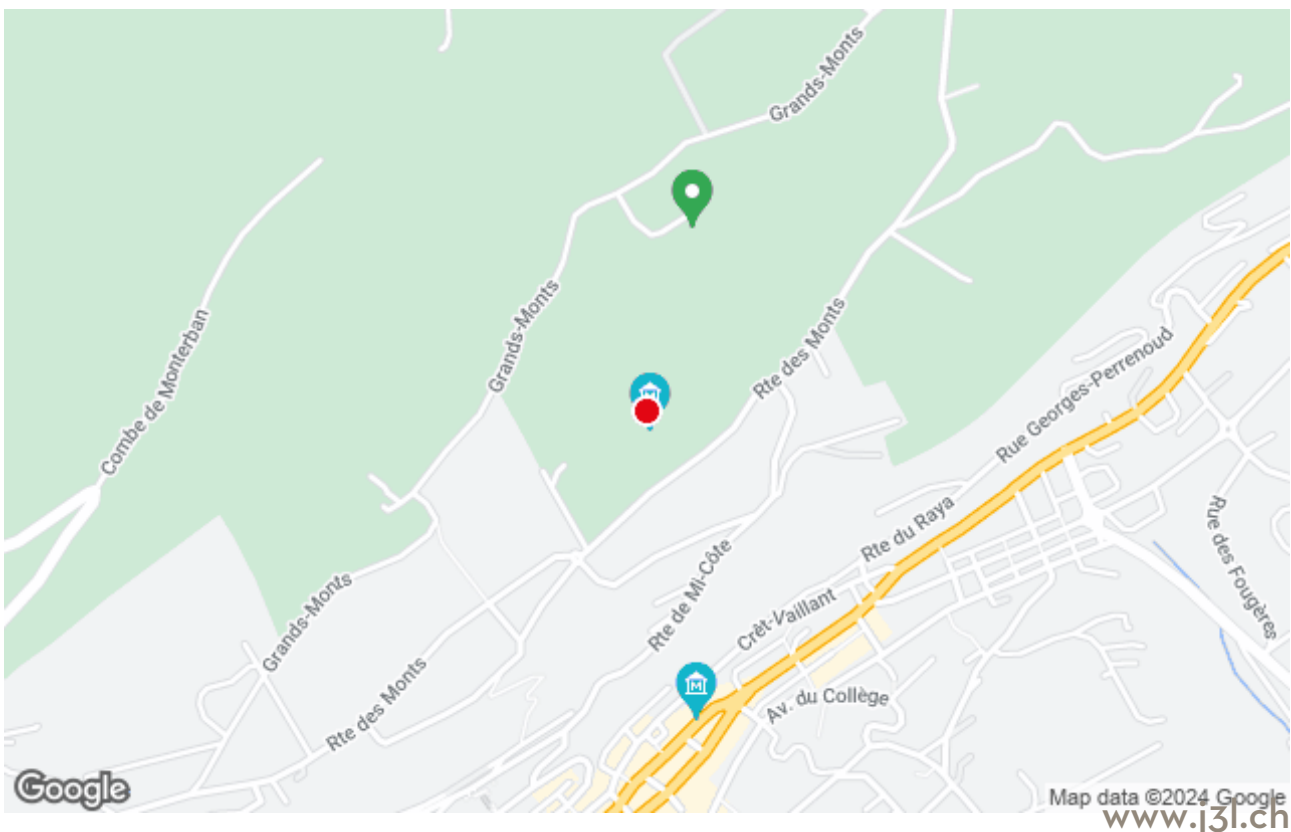 Grands-Monts
Combe de Monterban
Grands-Monts
Rte des Monts
Rue Georges-Perrenoud
Rte du Raya
Rue des Fougères
Rte de Mi-Côte
Grands-Monts
Crêt-Vaillant
Rte des Monts
Av. du Collège
Google
Map data ©2024 Google
www.j3l.ch